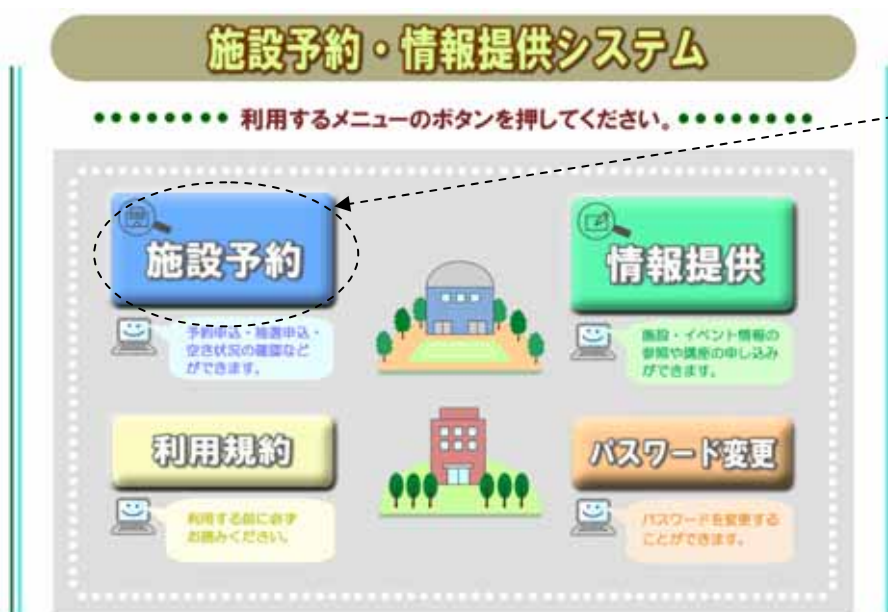 施設予約・情報提供システム
利用するメニューのボタンを押してください。
施設予約
情報提供
予約申込・抽選申込・
空き状況の確認など
ができます。
施設・イベント情報の
参照や講座の申し込み
ができます。
利用規約
パスワード変更
利用する前に必ず
お読みください。
パスワードを変更する
ことができます。